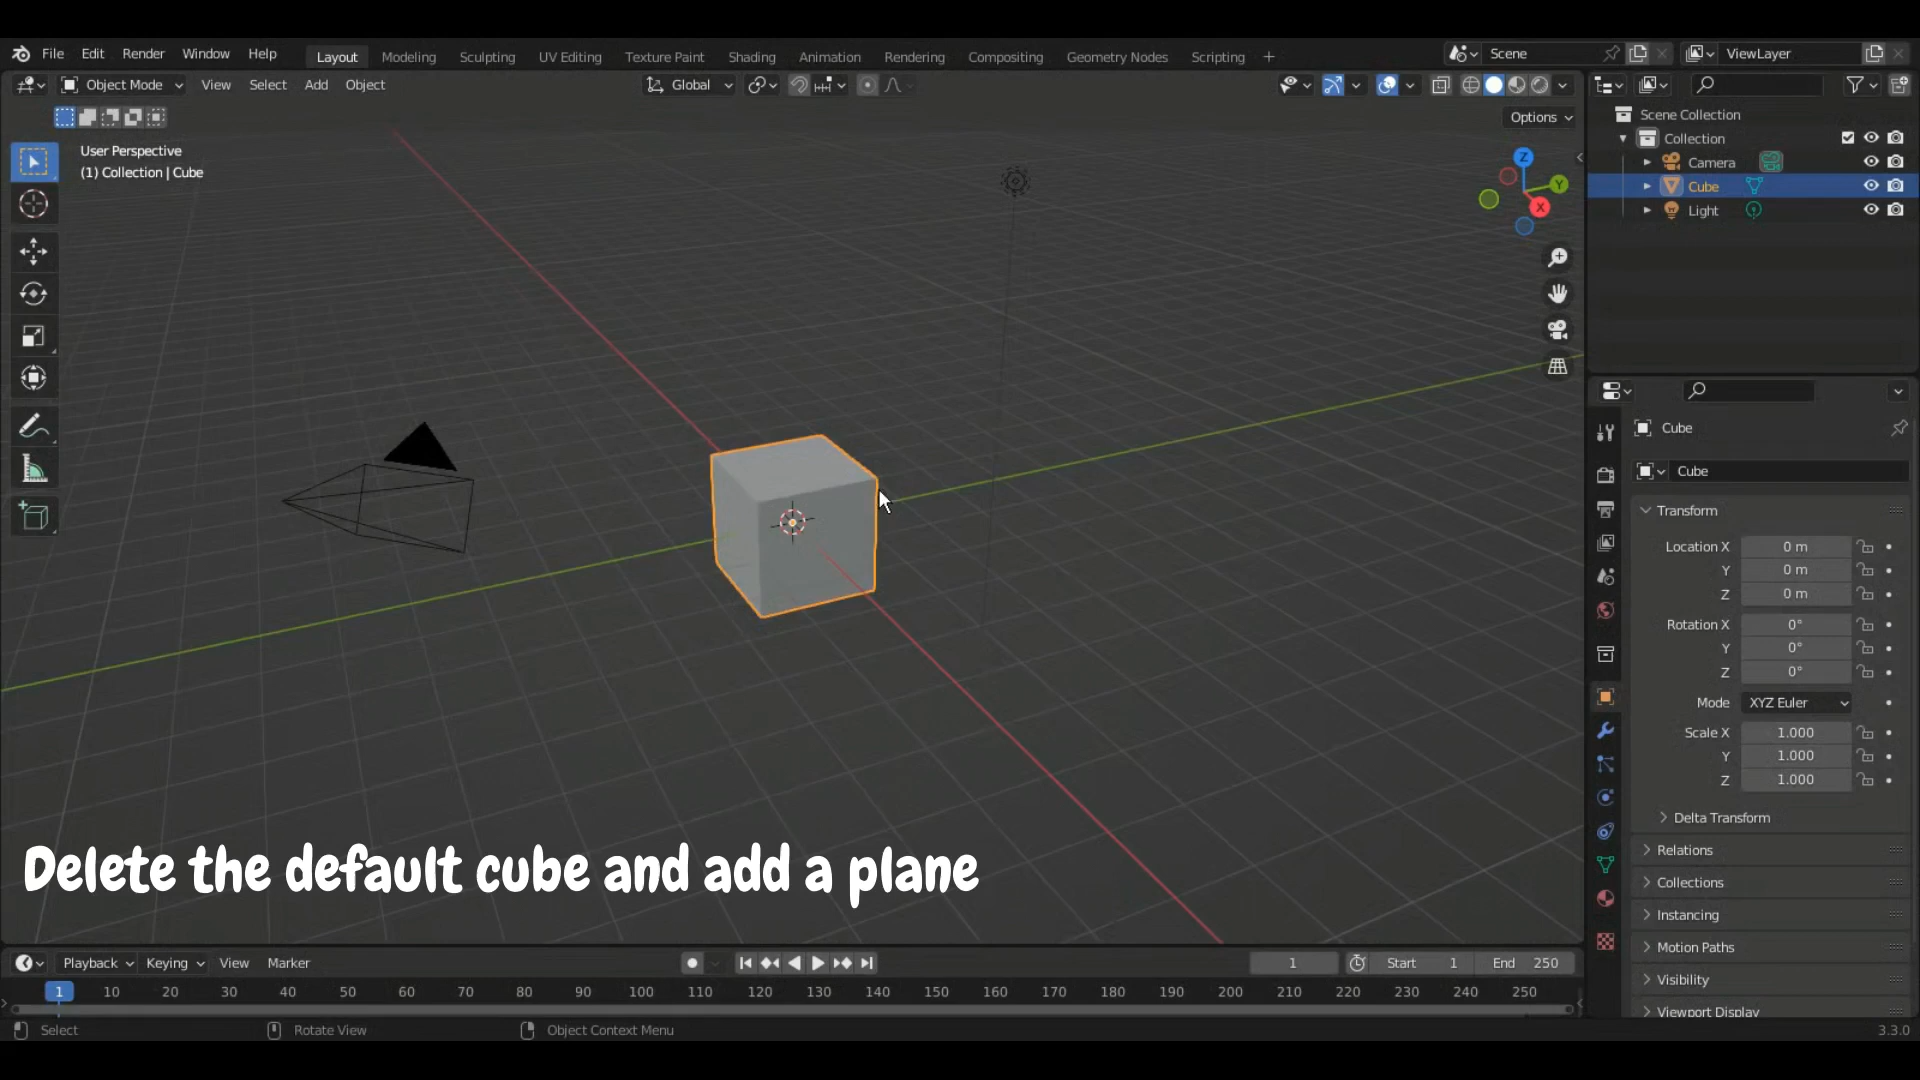 File Edit Render Window Help Layout Modeling Sculpting UV Editing Texture Paint Shading Animation Rendering Compositing Geometry Nodes Scripting + Scene ViewLayer
Object Mode View Select Add Object Global
Options
User Perspective
(1) Collection | Cube
Z
Y
X
Scene Collection
Collection
Camera
Cube
Light
Cube
Cube
Transform
Location X 0 m
Y 0 m
Z 0 m
Rotation X 0°
Y 0°
Z 0°
Mode XYZ Euler
Scale X 1.000
Y 1.000
Z 1.000
Delta Transform
Relations
Collections
Instancing
Motion Paths
Visibility
Viewport Display
Delete the default cube and add a plane
Playback Keying View Marker 1 Start 1 End 250
1 10 20 30 40 50 60 70 80 90 100 110 120 130 140 150 160 170 180 190 200 210 220 230 240 250
Select Rotate View Object Context Menu 3.3.0